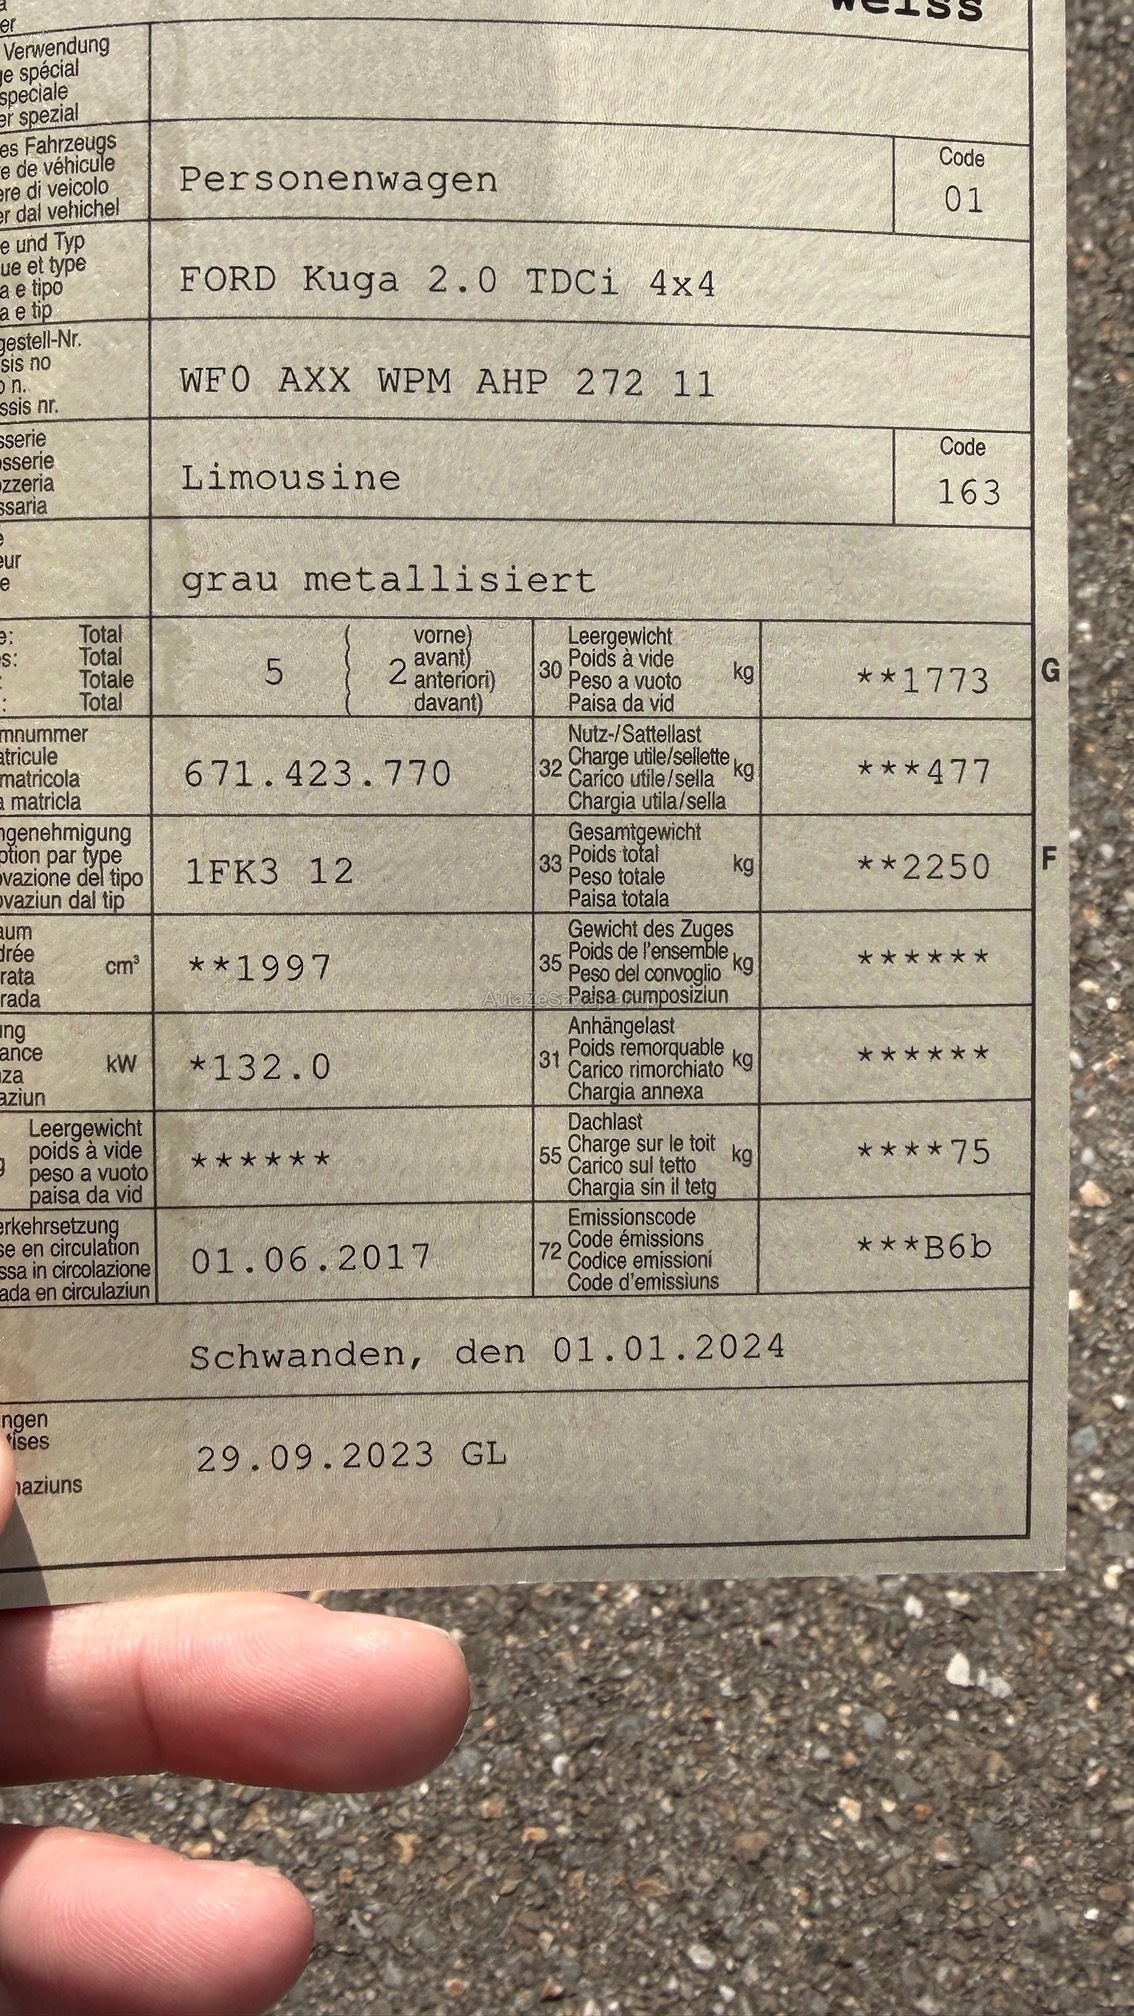 er
weiss
Verwendung
ge spécial
speciale
er spezial
es Fahrzeugs
e de véhicule
ere di veicolo
er dal vehichel
Personenwagen
Code
01
e und Typ
ue et type
a e tipo
a e tip
FORD Kuga 2.0 TDCi 4x4
gestell-Nr.
sis no
o n.
ssis nr.
WF0 AXX WPM AHP 272 11
sserie
osserie
ozzeria
ssaria
Limousine
Code
163
e
eur
e
grau metallisiert
e: Total
s: Total
: Totale
: Total
5
2
vorne)
avant)
anteriori)
davant)
30
Leergewicht
Poids à vide
Peso a vuoto
Paisa da vid
kg
**1773
G
mnummer
atricule
matricola
a matricla
671.423.770
32
Nutz-/Sattellast
Charge utile/sellette
Carico utile/sella
Chargia utila/sella
kg
***477
ngenehmigung
ption par type
ovazione del tipo
ovaziun dal tip
1FK3 12
33
Gesamtgewicht
Poids total
Peso totale
Paisa totala
kg
**2250
F
aum
drée
rata
rada
cm³
**1997
35
Gewicht des Zuges
Poids de l'ensemble
Peso del convoglio
Paisa cumposiziun
kg
******
ung
ance
nza
aziun
kW
*132.0
31
Anhängelast
Poids remorquable
Carico rimorchiato
Chargia annexa
kg
******
Leergewicht
poids à vide
peso a vuoto
paisa da vid
******
55
Dachlast
Charge sur le toit
Carico sul tetto
Chargia sin il tetg
kg
****75
erkehrsetzung
se en circulation
ssa in circolazione
ada en circulaziun
01.06.2017
72
Emissionscode
Code émissions
Codice emissioni
Code d'emissiuns
***B6b
Schwanden, den 01.01.2024
ngen
tises
naziuns
29.09.2023 GL